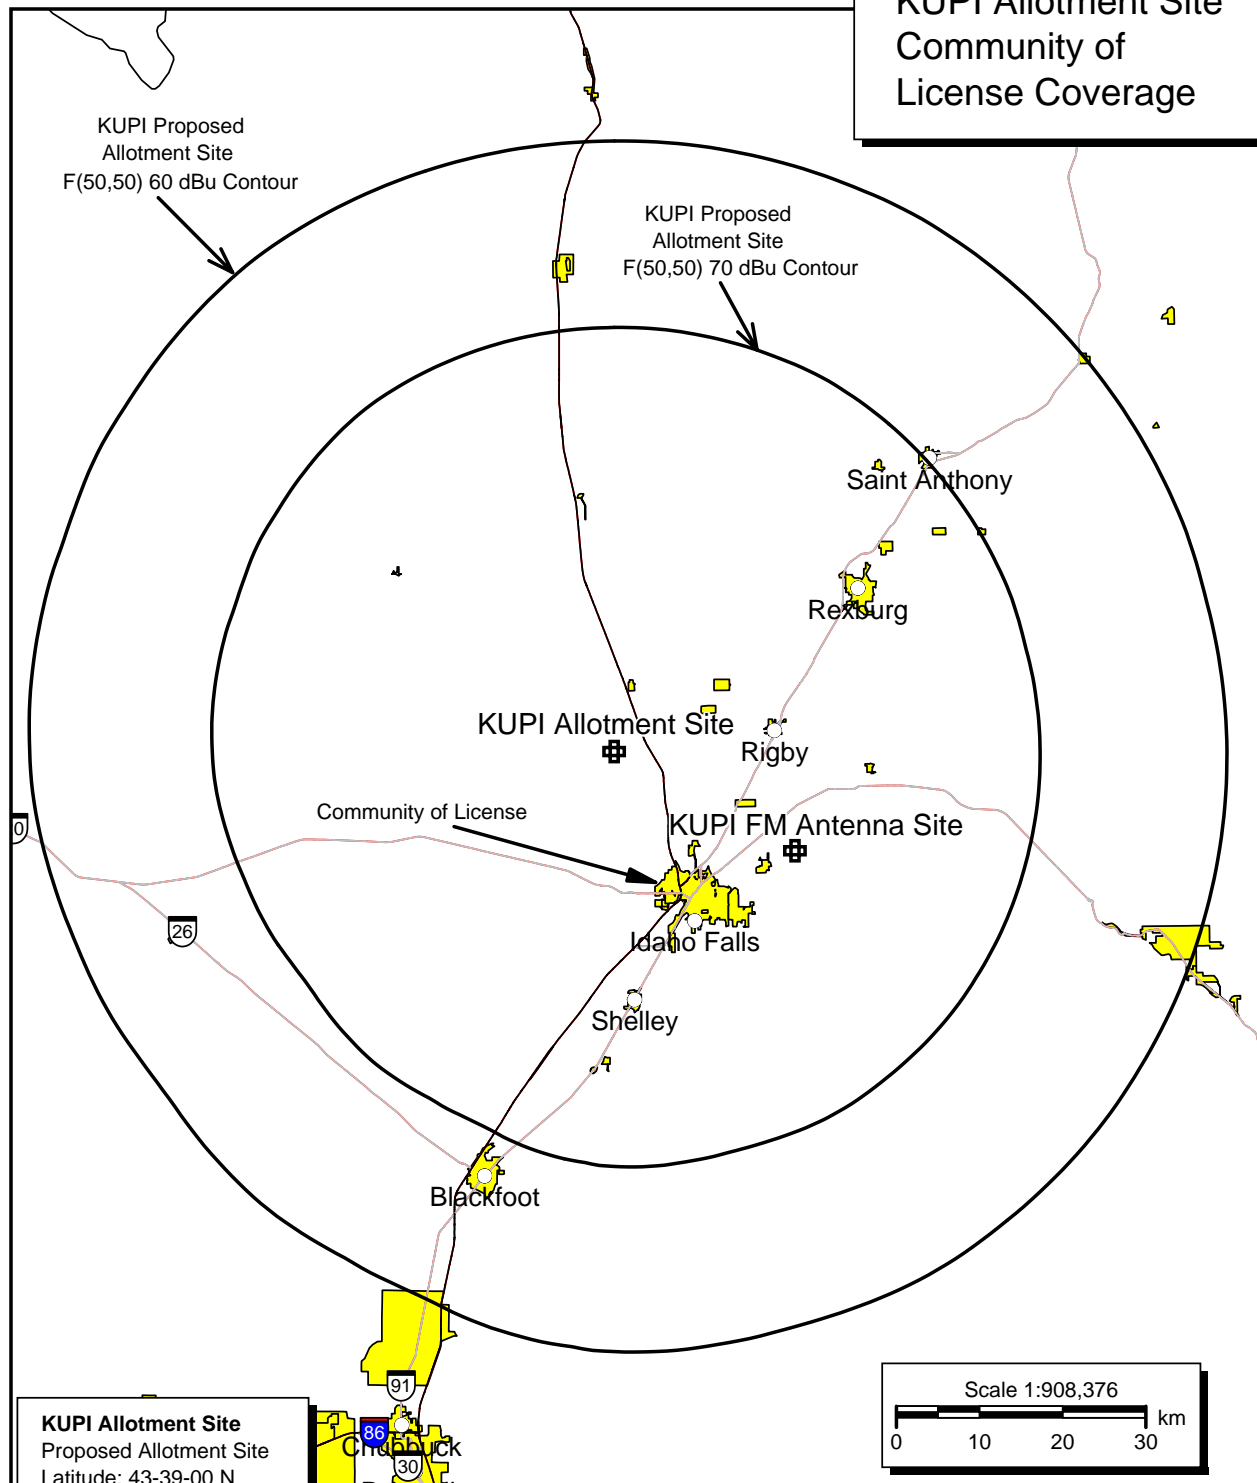 KUPI Allotment Site
Community of
License Coverage
KUPI Proposed
Allotment Site
F(50,50) 60 dBu Contour
KUPI Proposed
Allotment Site
F(50,50) 70 dBu Contour
Saint Anthony
Rexburg
KUPI Allotment Site
Rigby
Community of License
KUPI FM Antenna Site
0
26
Idaho Falls
Shelley
Blackfoot
91
86
Chubbuck
30
KUPI Allotment Site
Proposed Allotment Site
Latitude: 43-39-00 N
Scale 1:908,376
km
0 10 20 30